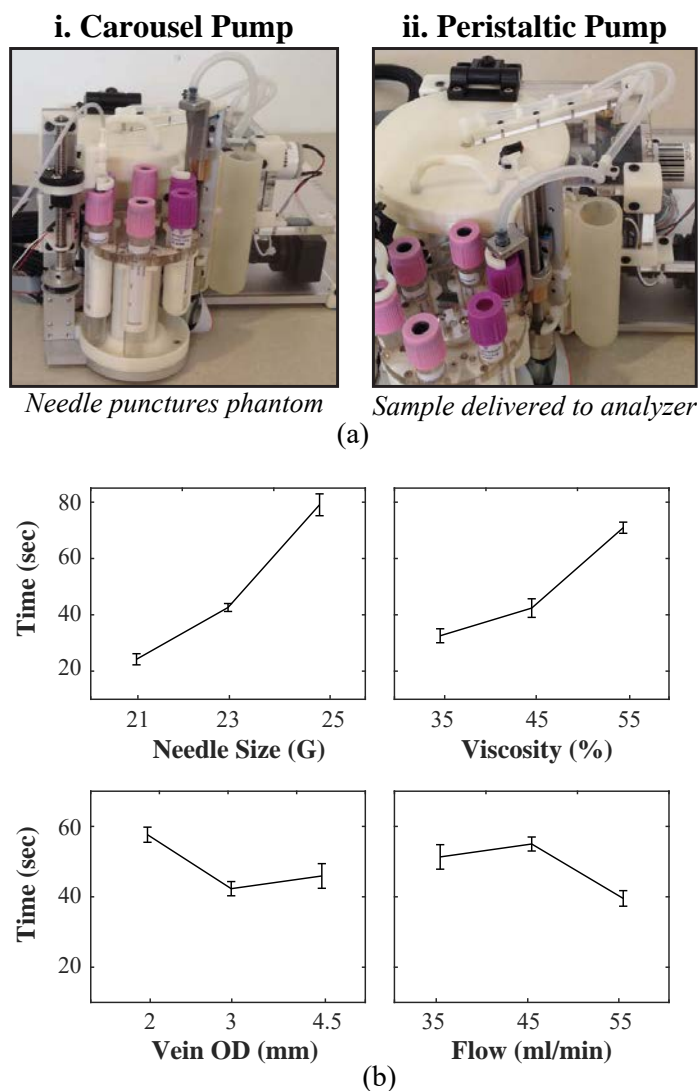 i. Carousel Pump
ii. Peristaltic Pump
Needle punctures phantom
Sample delivered to analyzer
(a)
80
60
40
20
Time (sec)
21 23 25
Needle Size (G)
35 45 55
Viscosity (%)
60
40
20
Time (sec)
2 3 4.5
Vein OD (mm)
35 45 55
Flow (ml/min)
(b)